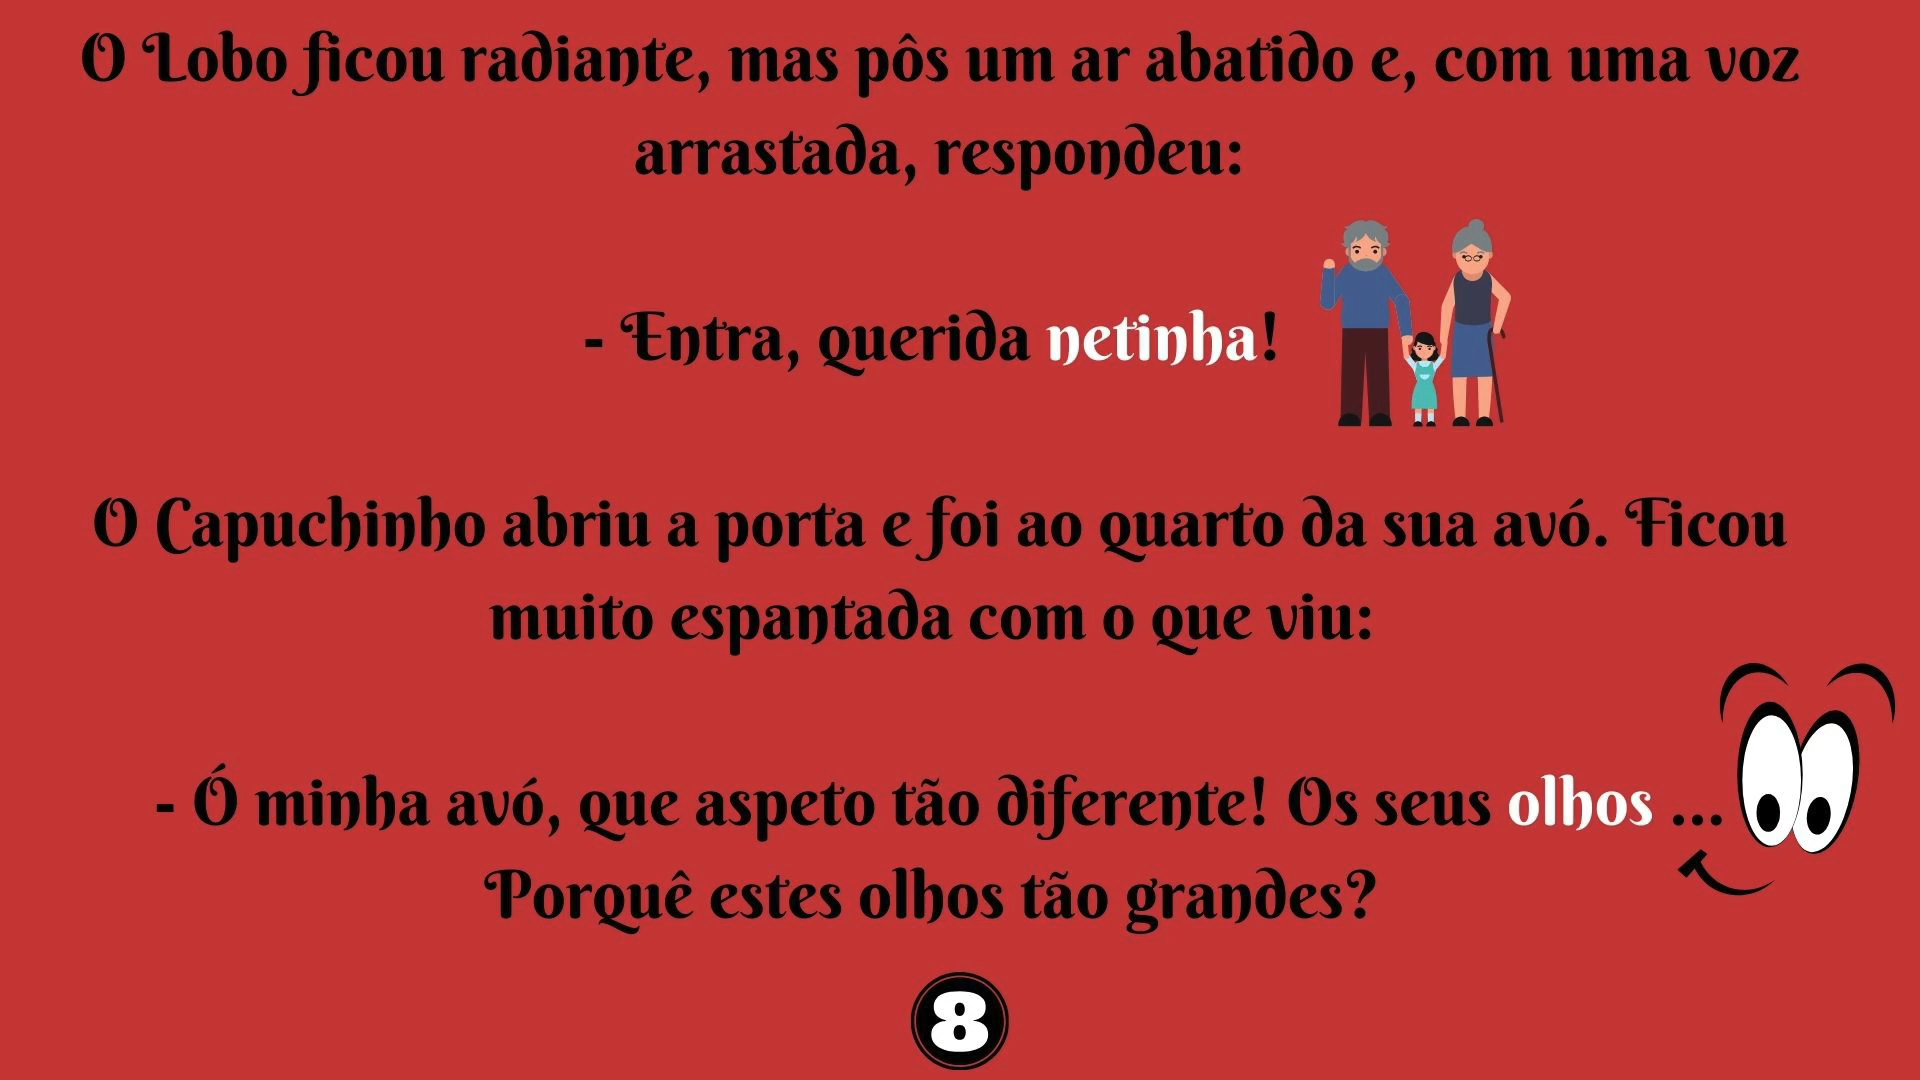 O Lobo ficou radiante, mas pôs um ar abatido e, com uma voz
arrastada, respondeu:
- Entra, querida netinha!
O Capuchinho abriu a porta e foi ao quarto da sua avó. Ficou
muito espantada com o que viu:
- Ó minha avó, que aspeto tão diferente! Os seus olhos ...
Porquê estes olhos tão grandes?
8